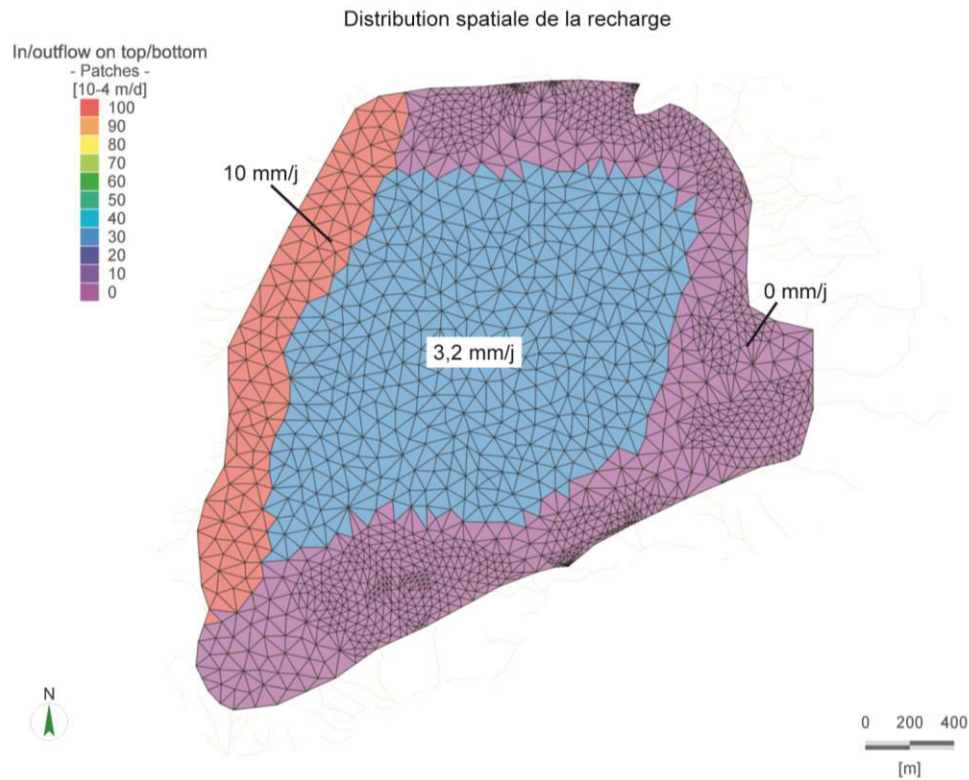 Distribution spatiale de la recharge
In/outflow on top/bottom
- Patches -
[10-4 m/d]
100
90
80
70
60
50
40
30
20
10
0
10 mm/j
0 mm/j
3,2 mm/j
N
0 200 400
[m]